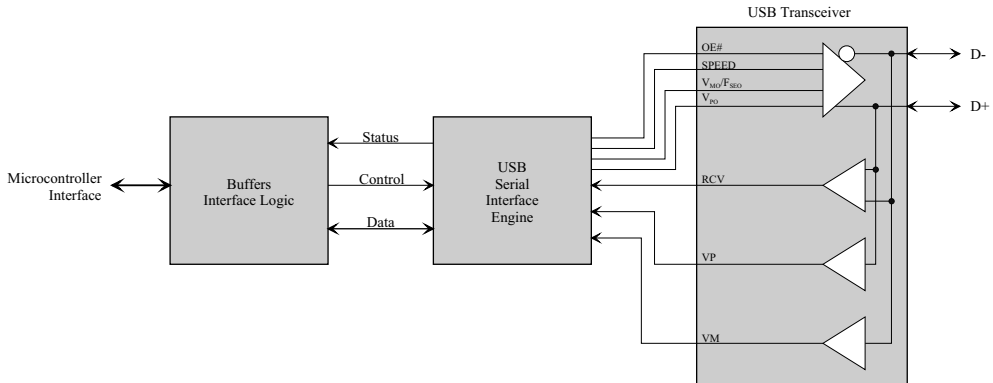 USB Transceiver
OE#
SPEED
VMO/FSEO
VPO
D-
D+
Status
Control
Data
Microcontroller
Interface
Buffers
Interface Logic
USB
Serial
Interface
Engine
RCV
VP
VM